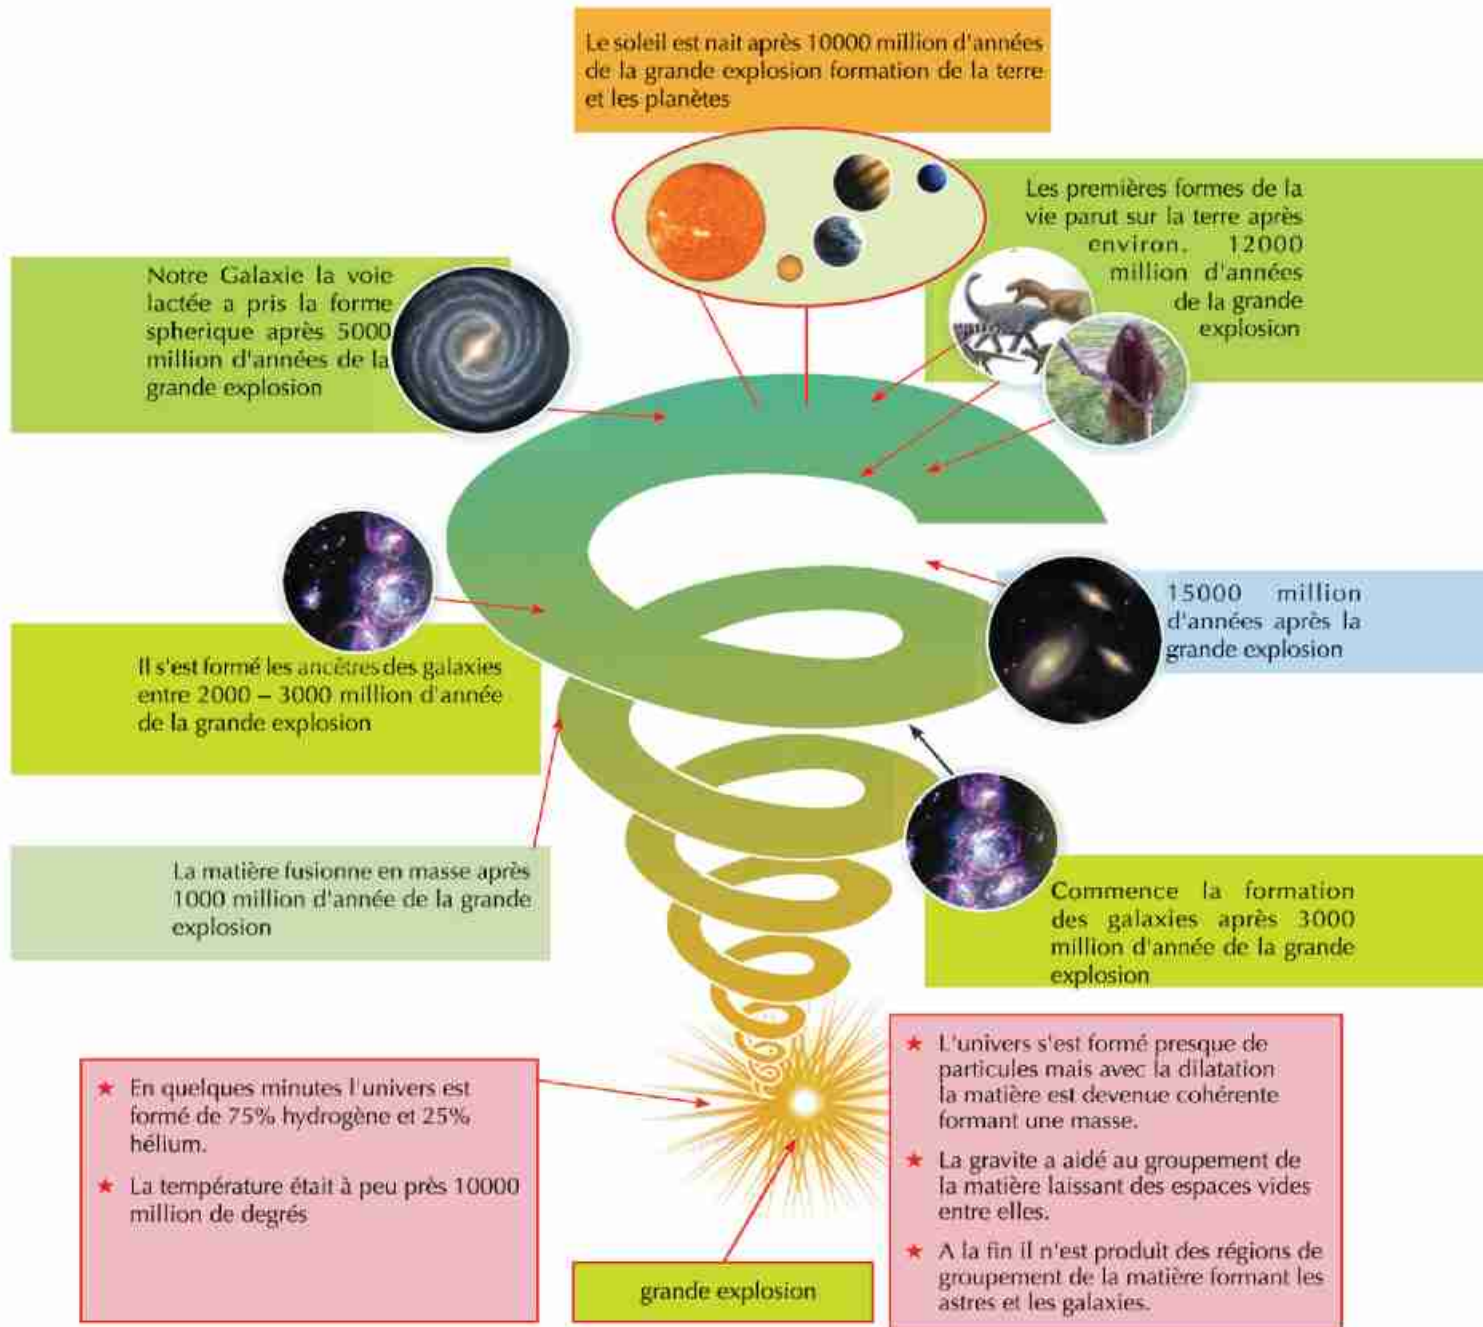 Le soleil est nait après 10000 million d'années
de la grande explosion formation de la terre
et les planètes
Les premières formes de la
vie parut sur la terre après
environ. 12000
million d'années
de la grande
explosion
Notre Galaxie la voie
lactée a pris la forme
spherique après 5000
million d'années de la
grande explosion
15000 million
d'années après la
grande explosion
Il s'est formé les ancètres des galaxies
entre 2000 – 3000 million d'année
de la grande explosion
La matière fusionne en masse après
1000 million d'année de la grande
explosion
Commence la formation
des galaxies après 3000
million d'année de la grande
explosion
★ En quelques minutes l'univers est
formé de 75% hydrogène et 25%
hélium.
★ La température était à peu près 10000
million de degrés
★ L'univers s'est formé presque de
particules mais avec la dilatation
la matière est devenue cohérente
formant une masse.
★ La gravite a aidé au groupement de
la matière laissant des espaces vides
entre elles.
★ A la fin il n'est produit des régions de
groupement de la matière formant les
astres et les galaxies.
grande explosion